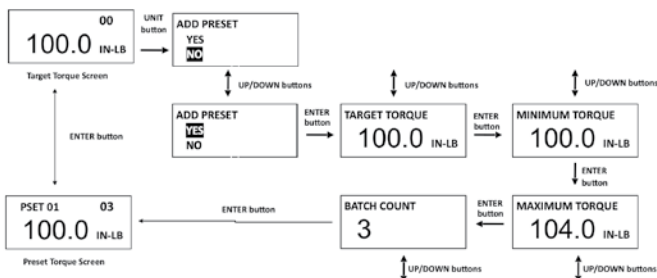 00
100.0 IN-LB
Target Torque Screen
UNIT
button
ADD PRESET
YES
NO
UP/DOWN buttons
UP/DOWN buttons
UP/DOWN buttons
ADD PRESET
YES
NO
ENTER
button
TARGET TORQUE
100.0 IN-LB
ENTER
button
MINIMUM TORQUE
100.0 IN-LB
ENTER button
ENTER
button
PSET 01 03
100.0 IN-LB
Preset Torque Screen
ENTER button
BATCH COUNT
3
ENTER
button
MAXIMUM TORQUE
104.0 IN-LB
UP/DOWN buttons
UP/DOWN buttons